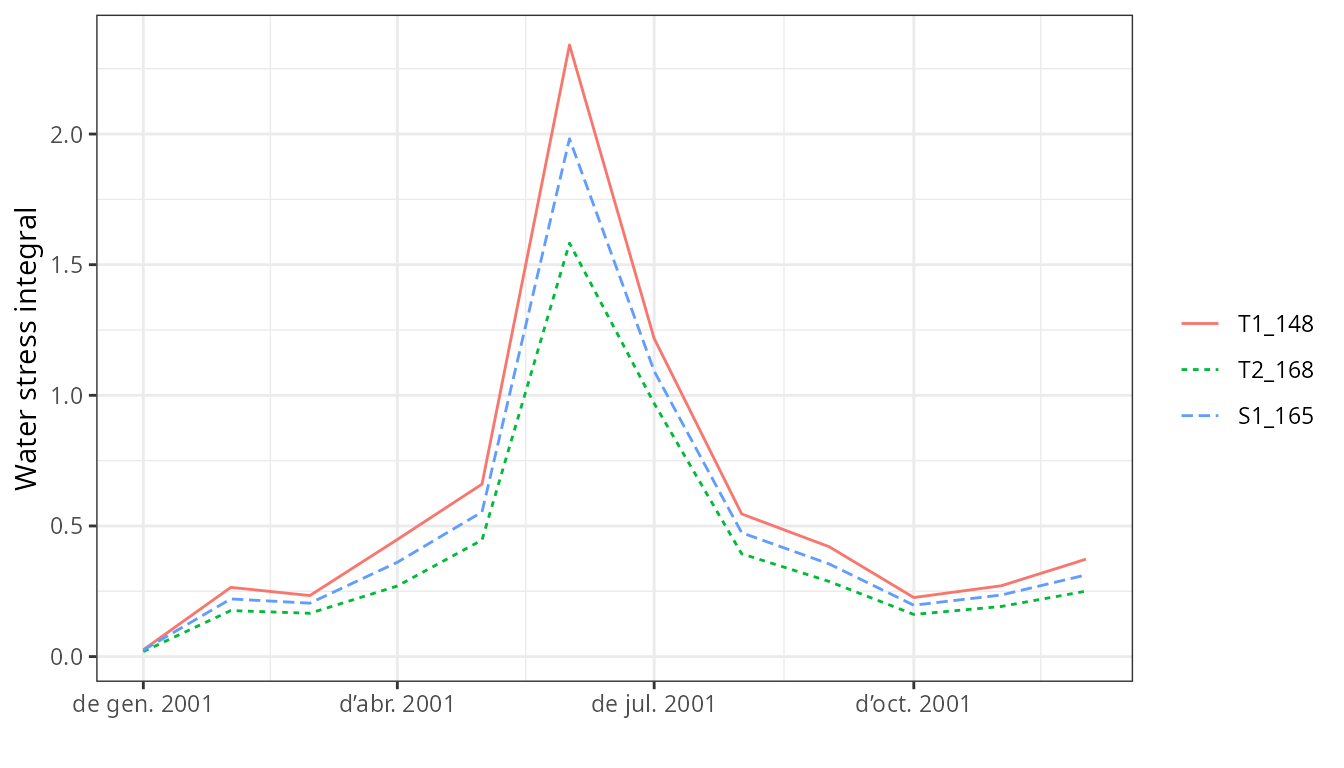 Water stress integral
2.0
1.5
1.0
0.5
0.0
de gen. 2001 d’abr. 2001 de jul. 2001 d’oct. 2001
T1_148
T2_168
S1_165